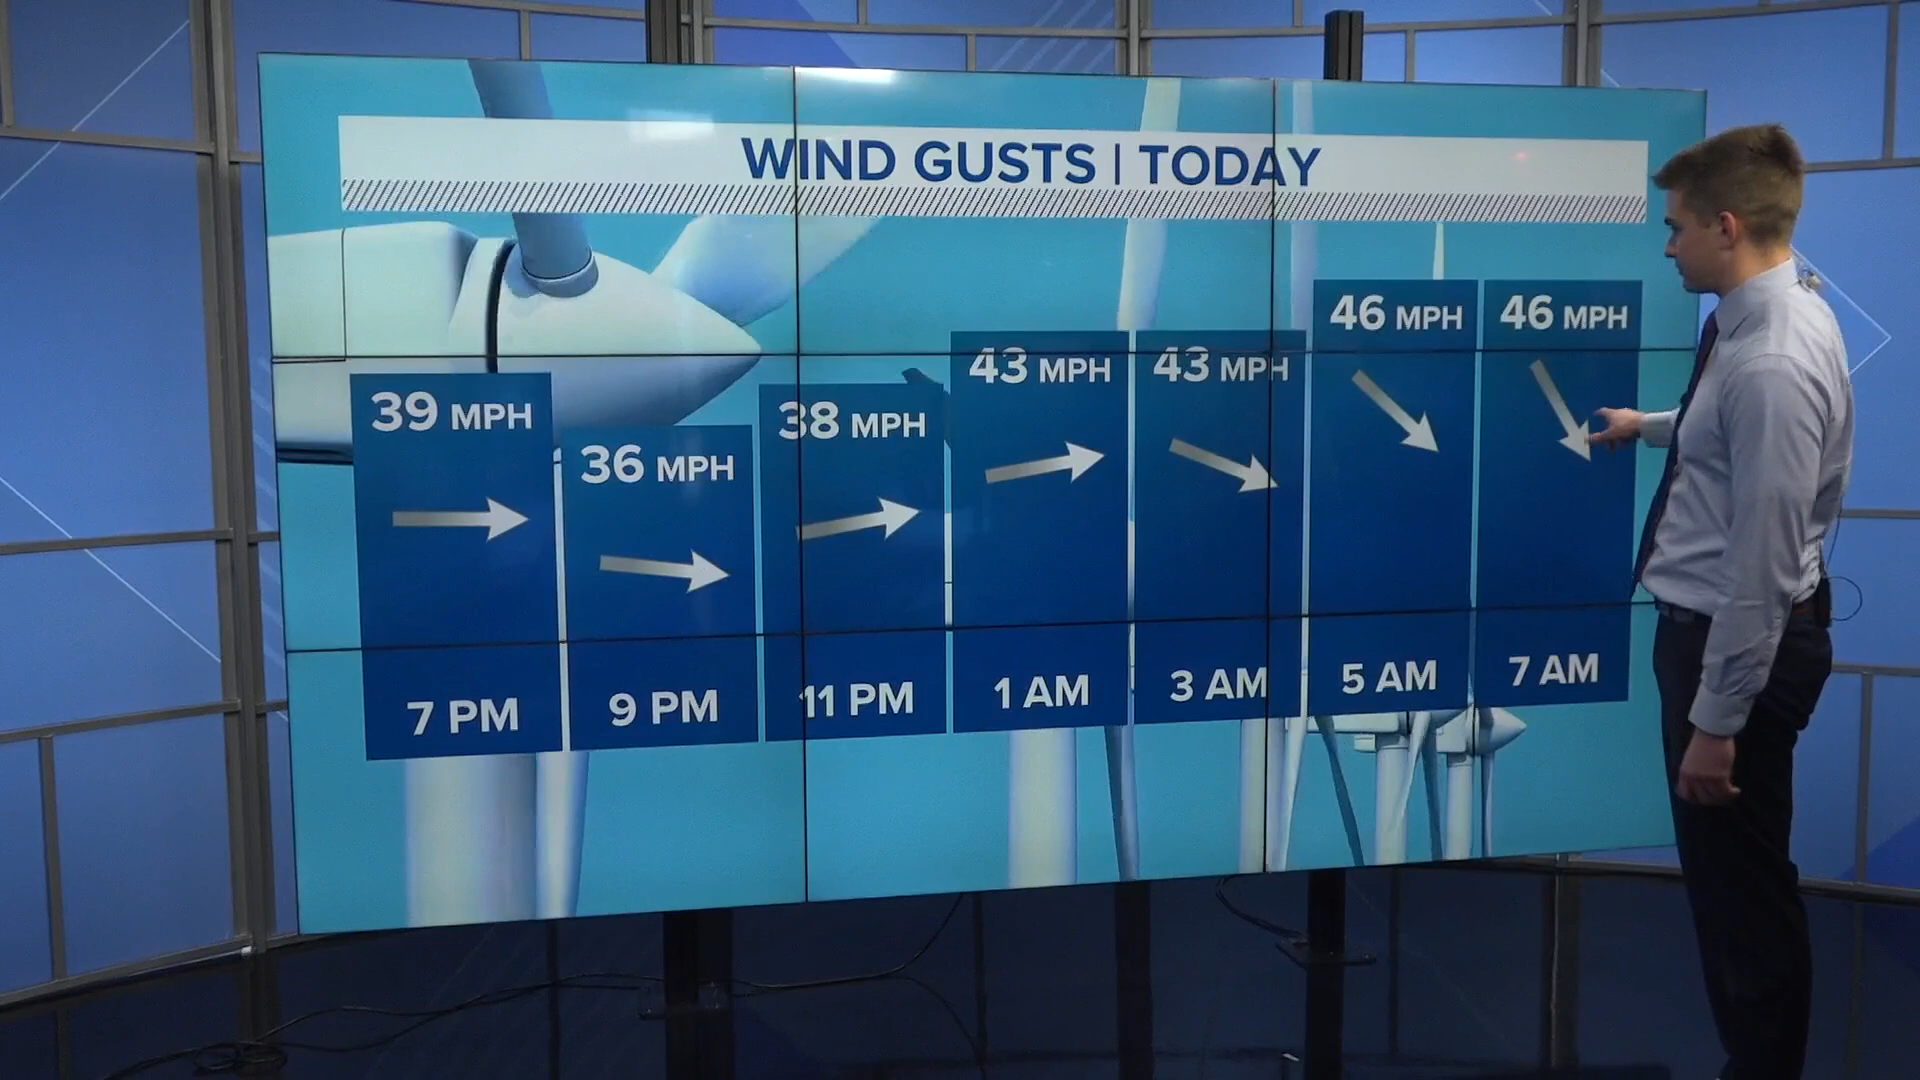 WIND GUSTS | TODAY
39 MPH
36 MPH
38 MPH
43 MPH
43 MPH
46 MPH
46 MPH
7 PM
9 PM
11 PM
1 AM
3 AM
5 AM
7 AM